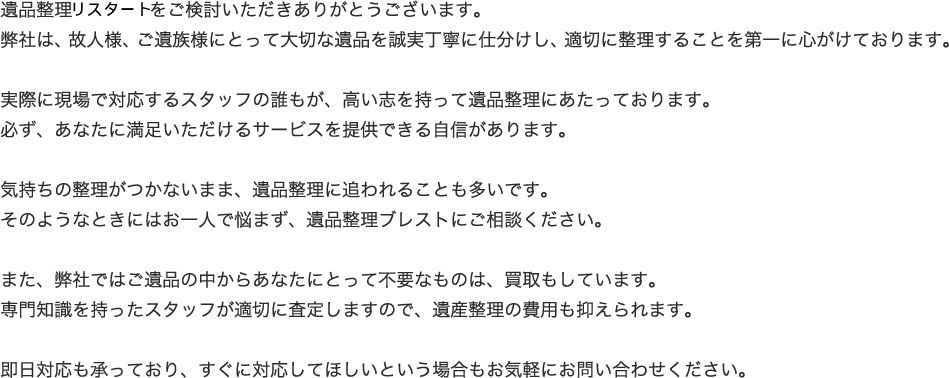 遺品整理リスタートをご検討いただきありがとうございます。
弊社は、故人様、ご遺族様にとって大切な遺品を誠実丁寧に仕分けし、適切に整理することを第一に心がけております。
実際に現場で対応するスタッフの誰もが、高い志を持って遺品整理にあたっております。
必ず、あなたに満足いただけるサービスを提供できる自信があります。
気持ちの整理がつかないまま、遺品整理に追われることも多いです。
そのようなときにはお一人で悩まず、遺品整理ブレストにご相談ください。
また、弊社ではご遺品の中からあなたにとって不要なものは、買取もしています。
専門知識を持ったスタッフが適切に査定しますので、遺産整理の費用も抑えられます。
即日対応も承っており、すぐに対応してほしいという場合もお気軽にお問い合わせください。